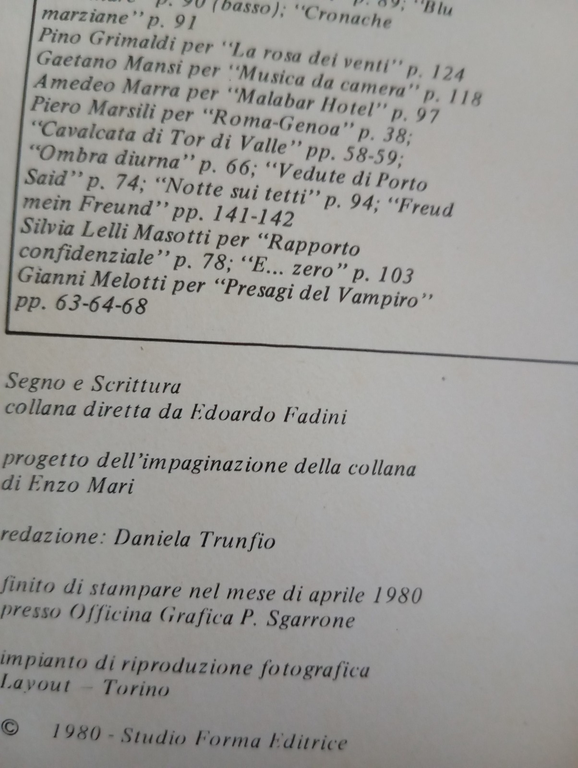 p. 90 (basso); "Cronache
marziane" p. 91
Pino Grimaldi per "La rosa dei venti" p. 124
Gaetano Mansi per "Musica da camera" p. 118
Amedeo Marra per "Malabar Hotel" p. 97
Piero Marsili per "Roma-Genoa" p. 38;
"Cavalcata di Tor di Valle" pp. 58-59;
"Ombra diurna" p. 66; "Vedute di Porto
Said" p. 74; "Notte sui tetti" p. 94; "Freud
mein Freund" pp. 141-142
Silvia Lelli Masotti per "Rapporto
confidenziale" p. 78; "E... zero" p. 103
Gianni Melotti per "Presagi del Vampiro"
pp. 63-64-68
Segno e Scrittura
collana diretta da Edoardo Fadini
progetto dell'impaginazione della collana
di Enzo Mari
redazione: Daniela Trunfio
finito di stampare nel mese di aprile 1980
presso Officina Grafica P. Sgarrone
impianto di riproduzione fotografica
Layout – Torino
© 1980 - Studio Forma Editrice